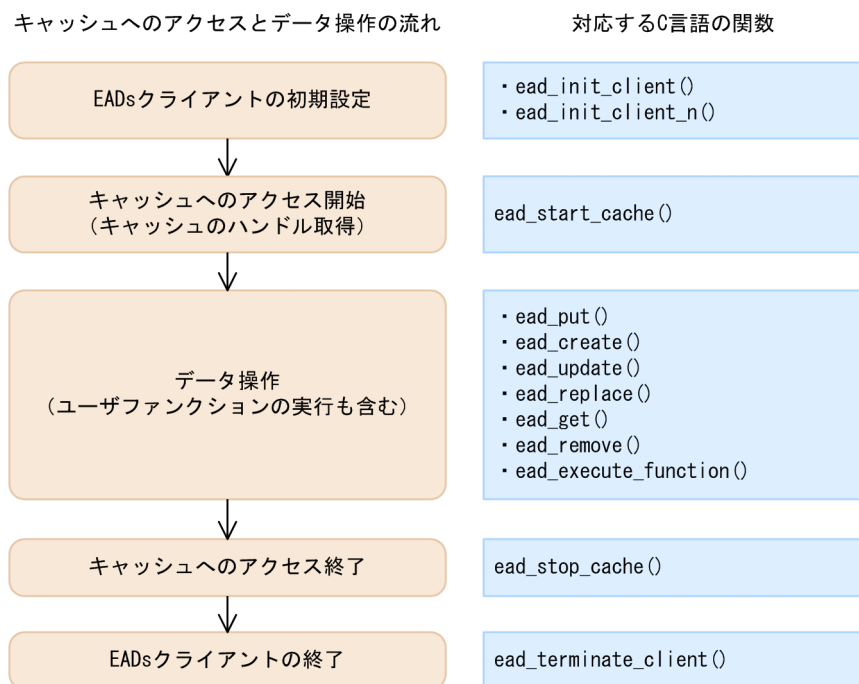 キャッシュへのアクセスとデータ操作の流れ
対応するC言語の関数
EADsクライアントの初期設定
・ead_init_client()
・ead_init_client_n()
キャッシュへのアクセス開始
（キャッシュのハンドル取得）
ead_start_cache()
データ操作
（ユーザファンクションの実行も含む）
・ead_put()
・ead_create()
・ead_update()
・ead_replace()
・ead_get()
・ead_remove()
・ead_execute_function()
キャッシュへのアクセス終了
ead_stop_cache()
EADsクライアントの終了
ead_terminate_client()